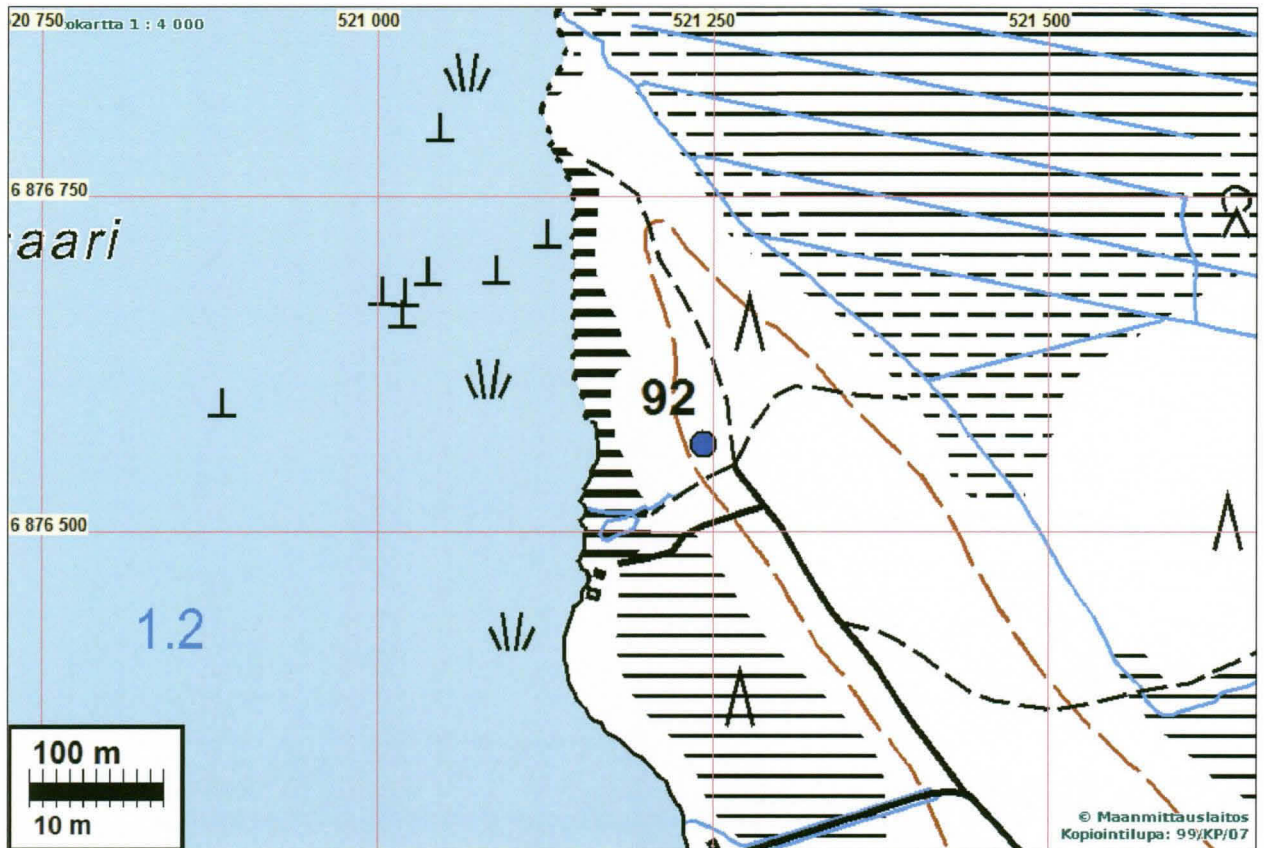 20 750
okartta 1 : 4 000
521 000
521 250
521 500
6 876 750
aari
92
6 876 500
1.2
100 m
10 m
© Maanmittauslaitos
Kopiointilupa: 99/KP/07